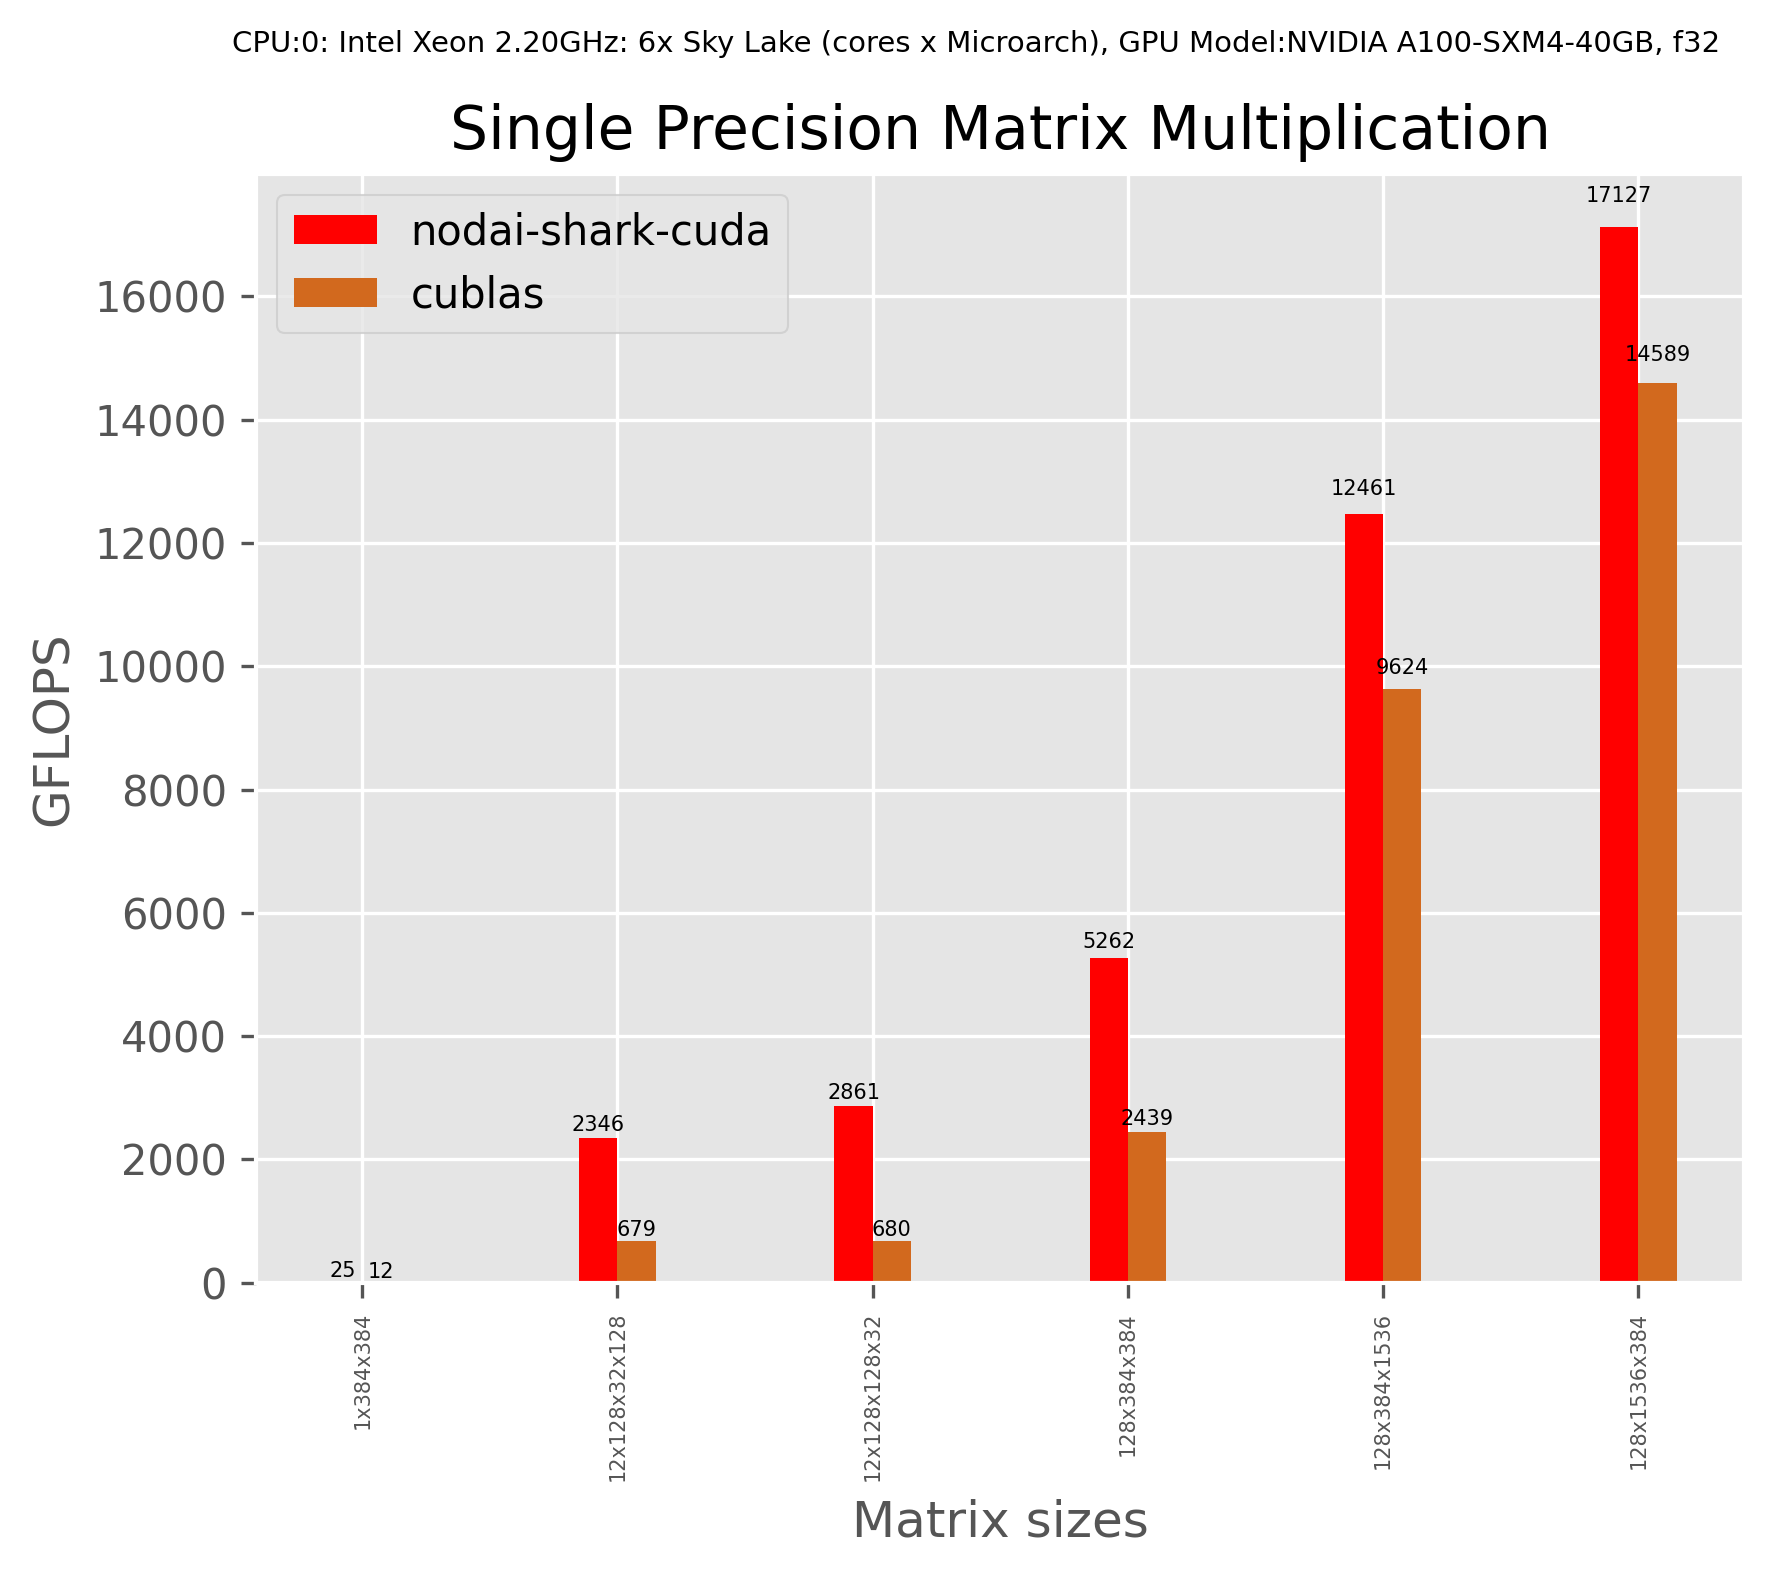 CPU:0: Intel Xeon 2.20GHz: 6x Sky Lake (cores x Microarch), GPU Model:NVIDIA A100-SXM4-40GB, f32
Single Precision Matrix Multiplication
nodai-shark-cuda
cublas
GFLOPS
16000
14000
12000
10000
8000
6000
4000
2000
0
25
12
2346
679
2861
680
5262
2439
12461
9624
17127
14589
1x384x384
12x128x32x128
12x128x128x32
128x384x384
128x384x1536
128x1536x384
Matrix sizes